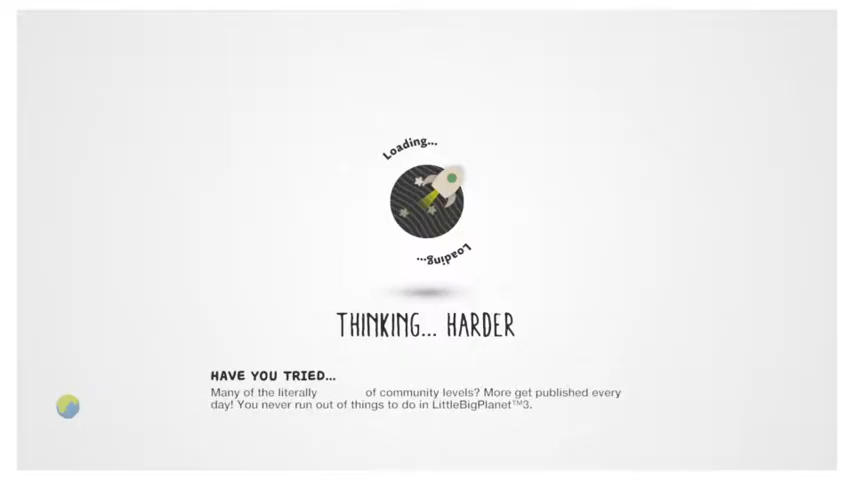 Loading...
Loading...
THINKING... HARDER
HAVE YOU TRIED...
Many of the literally of community levels? More get published every
day! You never run out of things to do in LittleBigPlanet™3.